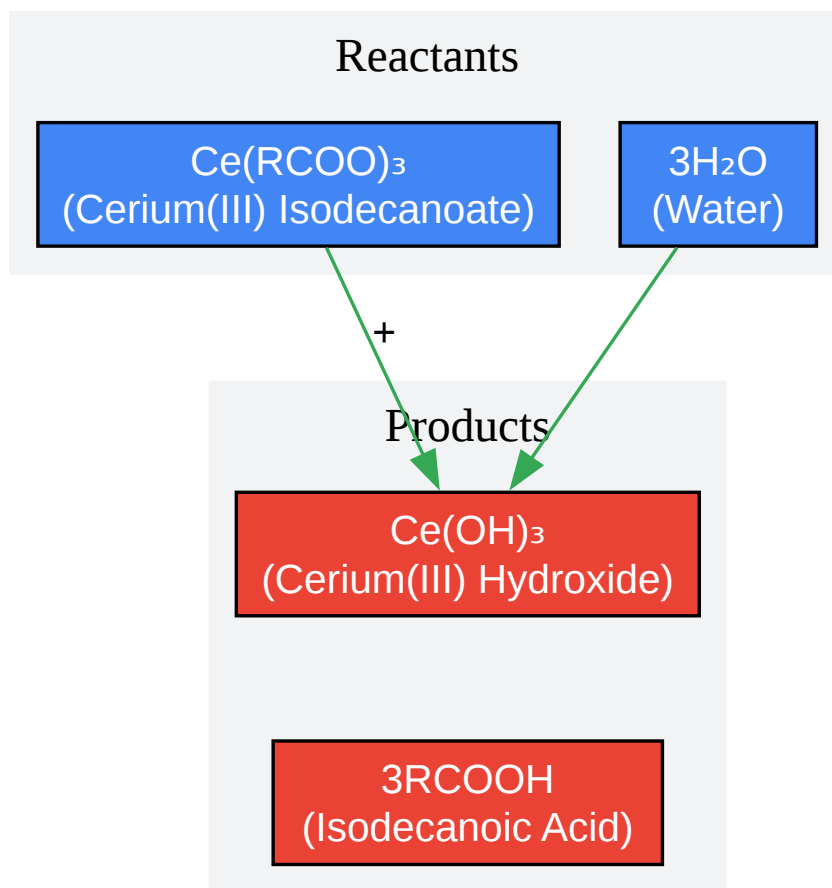 Reactants
Ce(RCOO)₃
(Cerium(III) Isodecanoate)
3H₂O
(Water)
+
Products
Ce(OH)₃
(Cerium(III) Hydroxide)
3RCOOH
(Isodecanoic Acid)